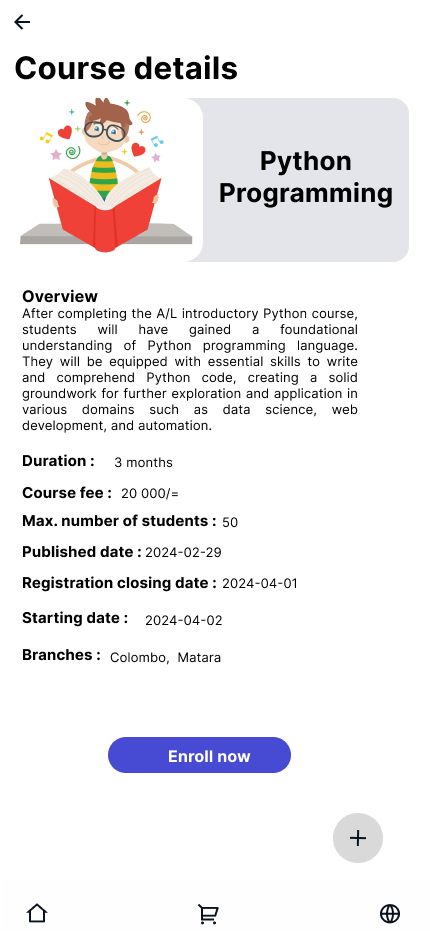 Course details
Python
Programming
Overview
After completing the A/L introductory Python course,
students will have gained a foundational
understanding of Python programming language.
They will be equipped with essential skills to write
and comprehend Python code, creating a solid
groundwork for further exploration and application in
various domains such as data science, web
development, and automation.
Duration : 3 months
Course fee : 20 000/=
Max. number of students : 50
Published date : 2024-02-29
Registration closing date : 2024-04-01
Starting date : 2024-04-02
Branches : Colombo, Matara
Enroll now